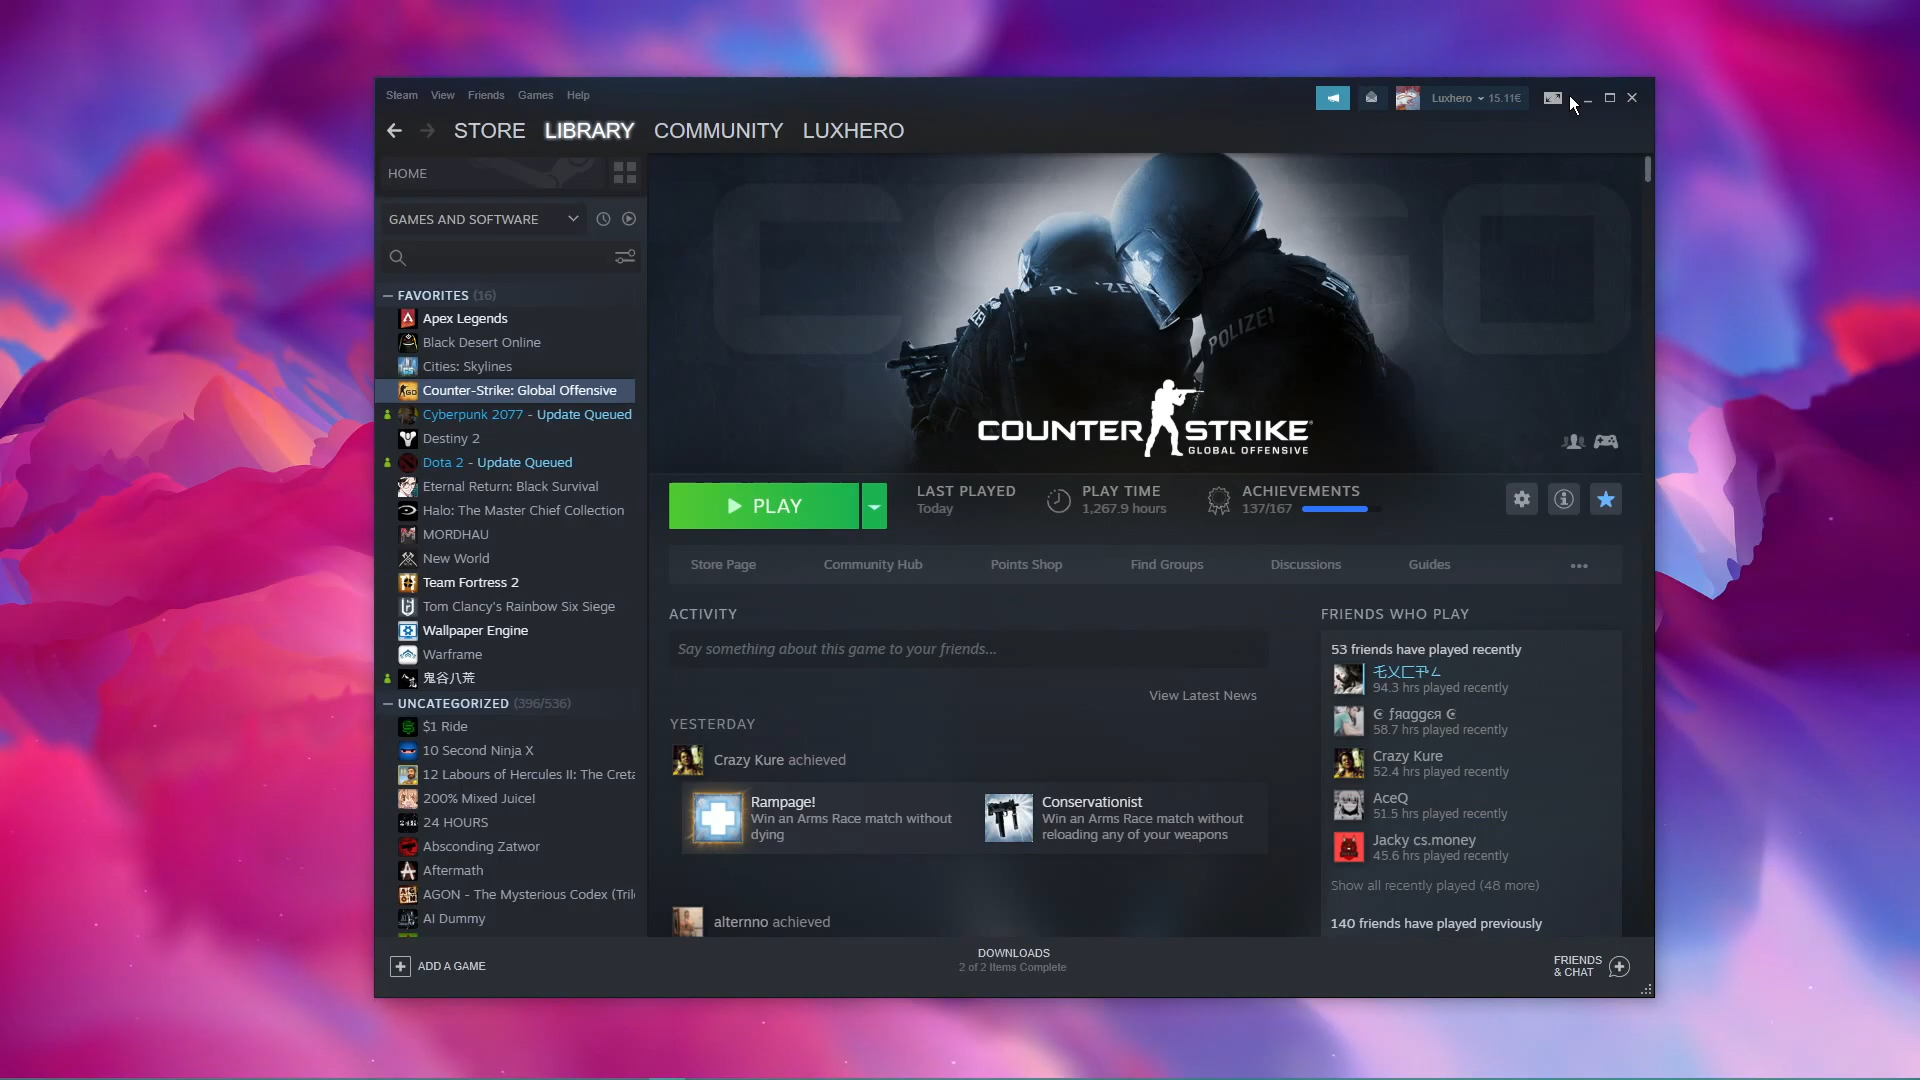 Steam View Friends Games Help
Luxhero 15.11€
STORE LIBRARY COMMUNITY LUXHERO
HOME
GAMES AND SOFTWARE
FAVORITES (16)
Apex Legends
Black Desert Online
Cities: Skylines
Counter-Strike: Global Offensive
Cyberpunk 2077 - Update Queued
Destiny 2
Dota 2 - Update Queued
Eternal Return: Black Survival
Halo: The Master Chief Collection
MORDHAU
New World
Team Fortress 2
Tom Clancy's Rainbow Six Siege
Wallpaper Engine
Warframe
鬼谷八荒
UNCATEGORIZED (396/536)
$1 Ride
10 Second Ninja X
12 Labours of Hercules II: The Creta
200% Mixed Juice!
24 HOURS
Absconding Zatwor
Aftermath
AGON - The Mysterious Codex (Tril
AI Dummy
ADD A GAME
POLIZEI
COUNTER STRIKE
GLOBAL OFFENSIVE
PLAY
LAST PLAYED
Today
PLAY TIME
1,267.9 hours
ACHIEVEMENTS
137/167
Store Page Community Hub Points Shop Find Groups Discussions Guides
ACTIVITY
Say something about this game to your friends...
View Latest News
YESTERDAY
Crazy Kure achieved
Rampage!
Win an Arms Race match without
dying
Conservationist
Win an Arms Race match without
reloading any of your weapons
alternno achieved
FRIENDS WHO PLAY
53 friends have played recently
94.3 hrs played recently
58.7 hrs played recently
Crazy Kure
52.4 hrs played recently
AceQ
51.5 hrs played recently
Jacky cs.money
45.6 hrs played recently
Show all recently played (48 more)
140 friends have played previously
DOWNLOADS
2 of 2 Items Complete
FRIENDS
& CHAT